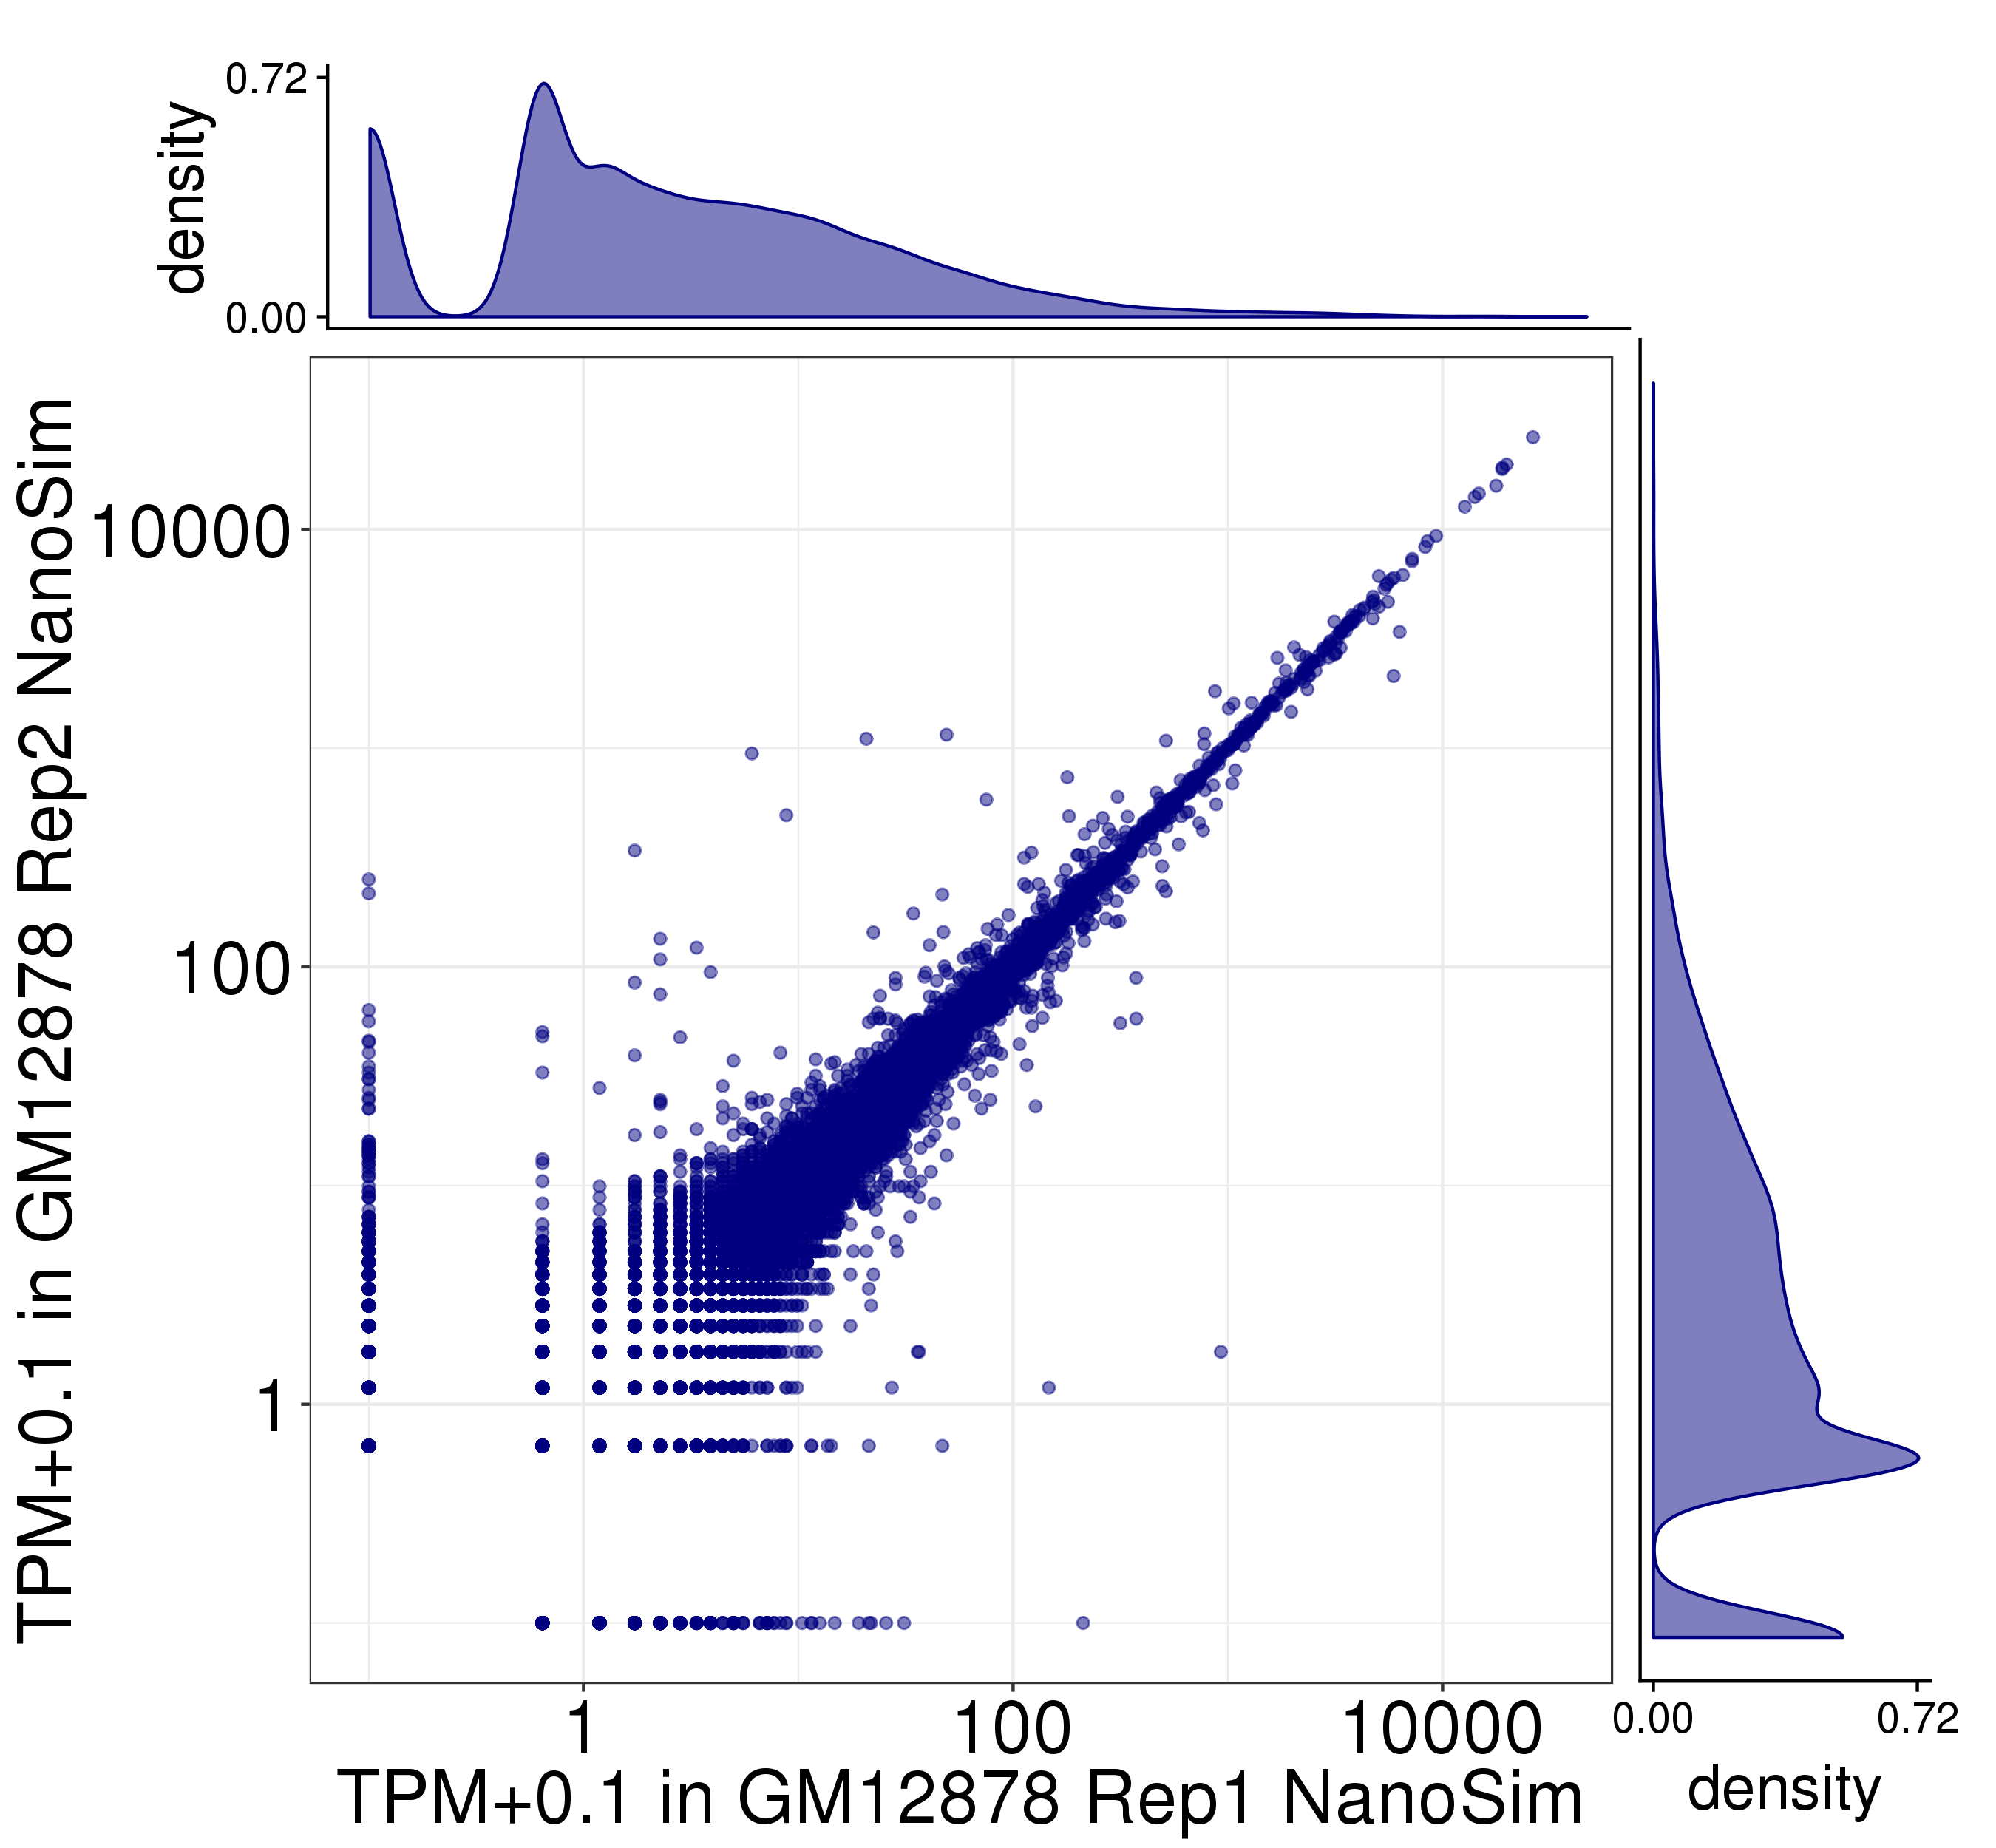 0.72
density
0.00
TPM+0.1 in GM12878 Rep2 NanoSim
10000
100
1
1 100 10000
TPM+0.1 in GM12878 Rep1 NanoSim
0.00 0.72
density